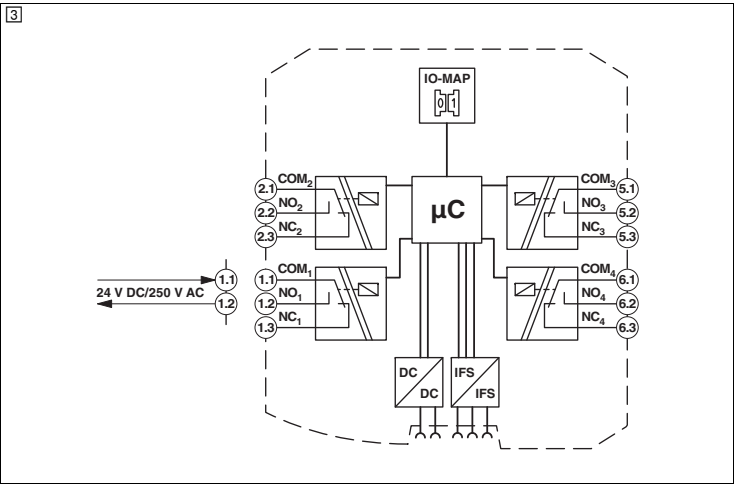 3
IO-MAP
0 1
µC
2.1 COM2
2.2 NO2
2.3 NC2
COM3 5.1
NO3 5.2
NC3 5.3
24 V DC/250 V AC
1.1
1.2
1.1 COM1
1.2 NO1
1.3 NC1
COM4 6.1
NO4 6.2
NC4 6.3
DC
DC
IFS
IFS